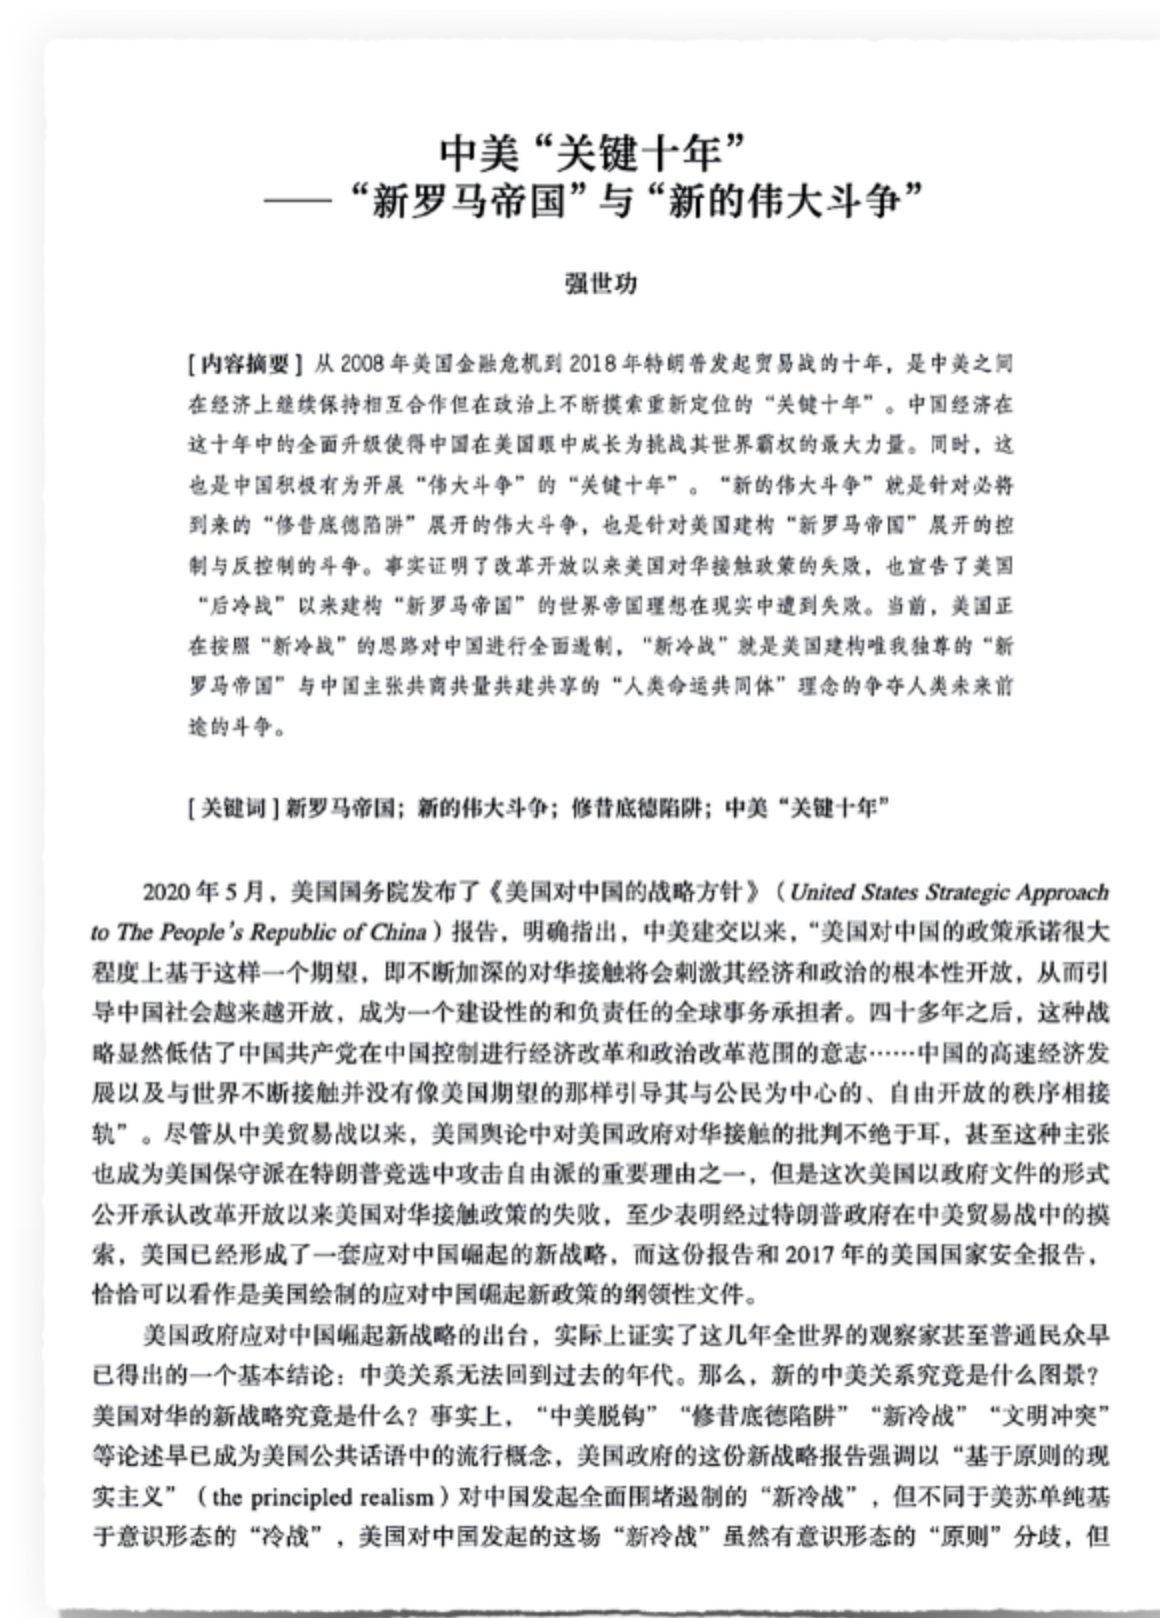 中美“关键十年”
——“新罗马帝国”与“新的伟大斗争”
强世功
[内容摘要] 从 2008 年美国金融危机到 2018 年特朗普发起贸易战的十年，是中美之间
在经济上继续保持相互合作但在政治上不断摸索重新定位的“关键十年”。中国经济在
这十年中的全面升级使得中国在美国眼中成长为挑战其世界霸权的最大力量。同时，这
也是中国积极有为开展“伟大斗争”的“关键十年”。“新的伟大斗争”就是针对必将
到来的“修昔底德陷阱”展开的伟大斗争，也是针对美国建构“新罗马帝国”展开的控
制与反控制的斗争。事实证明了改革开放以来美国对华接触政策的失败，也宣告了美国
“后冷战”以来建构“新罗马帝国”的世界帝国理想在现实中遭到失败。当前，美国正
在按照“新冷战”的思路对中国进行全面遏制，“新冷战”就是美国建构唯我独尊的“新
罗马帝国”与中国主张共商共量共建共享的“人类命运共同体”理念的争夺人类未来前
途的斗争。
[关键词] 新罗马帝国；新的伟大斗争；修昔底德陷阱；中美“关键十年”
2020 年 5 月，美国国务院发布了《美国对中国的战略方针》（United States Strategic Approach
to The People’s Republic of China）报告，明确指出，中美建交以来，“美国对中国的政策承诺很大
程度上基于这样一个期望，即不断加深的对华接触将会刺激其经济和政治的根本性开放，从而引
导中国社会越来越开放，成为一个建设性的和负责任的全球事务承担者。四十多年之后，这种战
略显然低估了中国共产党在中国控制进行经济改革和政治改革范围的意志……中国的高速经济发
展以及与世界不断接触并没有像美国期望的那样引导其与公民为中心的、自由开放的秩序相接
轨”。尽管从中美贸易战以来，美国舆论中对美国政府对华接触的批判不绝于耳，甚至这种主张
也成为美国保守派在特朗普竞选中攻击自由派的重要理由之一，但是这次美国以政府文件的形式
公开承认改革开放以来美国对华接触政策的失败，至少表明经过特朗普政府在中美贸易战中的摸
索，美国已经形成了一套应对中国崛起的新战略，而这份报告和 2017 年的美国国家安全报告，
恰恰可以看作是美国绘制的应对中国崛起新政策的纲领性文件。
美国政府应对中国崛起新战略的出台，实际上证实了这几年全世界的观察家甚至普通民众早
已得出的一个基本结论：中美关系无法回到过去的年代。那么，新的中美关系究竟是什么图景？
美国对华的新战略究竟是什么？事实上，“中美脱钩”“修昔底德陷阱”“新冷战”“文明冲突”
等论述早已成为美国公共话语中的流行概念，美国政府的这份新战略报告强调以“基于原则的现
实主义”（the principled realism）对中国发起全面围堵遏制的“新冷战”，但不同于美苏单纯基
于意识形态的“冷战”，美国对中国发起的这场“新冷战”虽然有意识形态的“原则”分歧，但